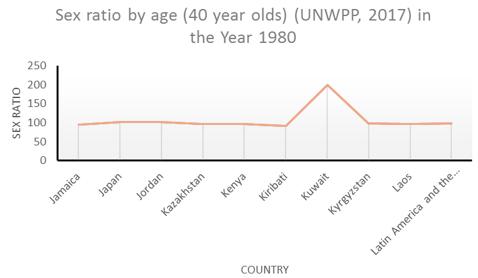 Sex ratio by age (40 year olds) (UNWPP, 2017) in
the Year 1980
250
200
150
100
50
0
SEX RATIO
Jamaica
Japan
Jordan
Kazakhstan
Kenya
Kiribati
Kuwait
Kyrgyzstan
Laos
Latin America and the...
COUNTRY